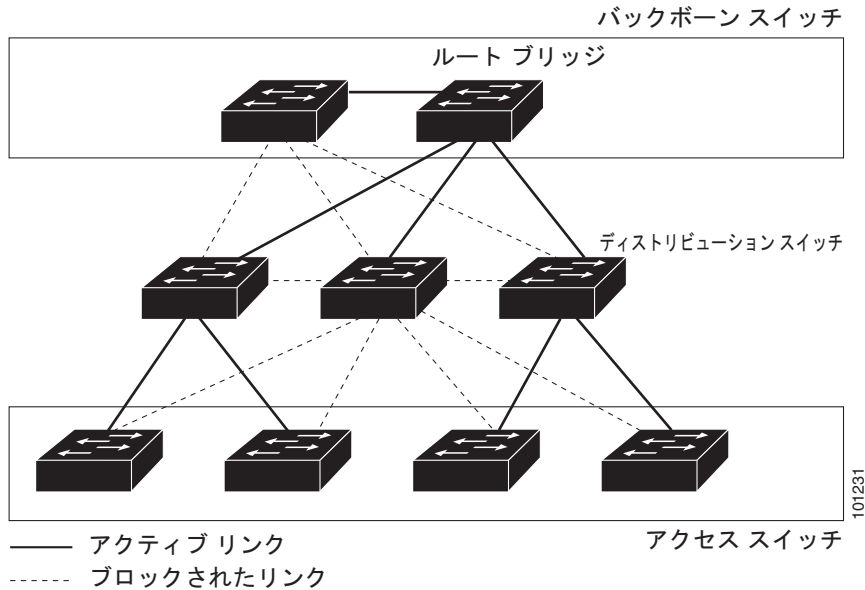 バックボーン スイッチ
ルート ブリッジ
ディストリビューション スイッチ
101231
アクセス スイッチ
アクティブ リンク
ブロックされたリンク